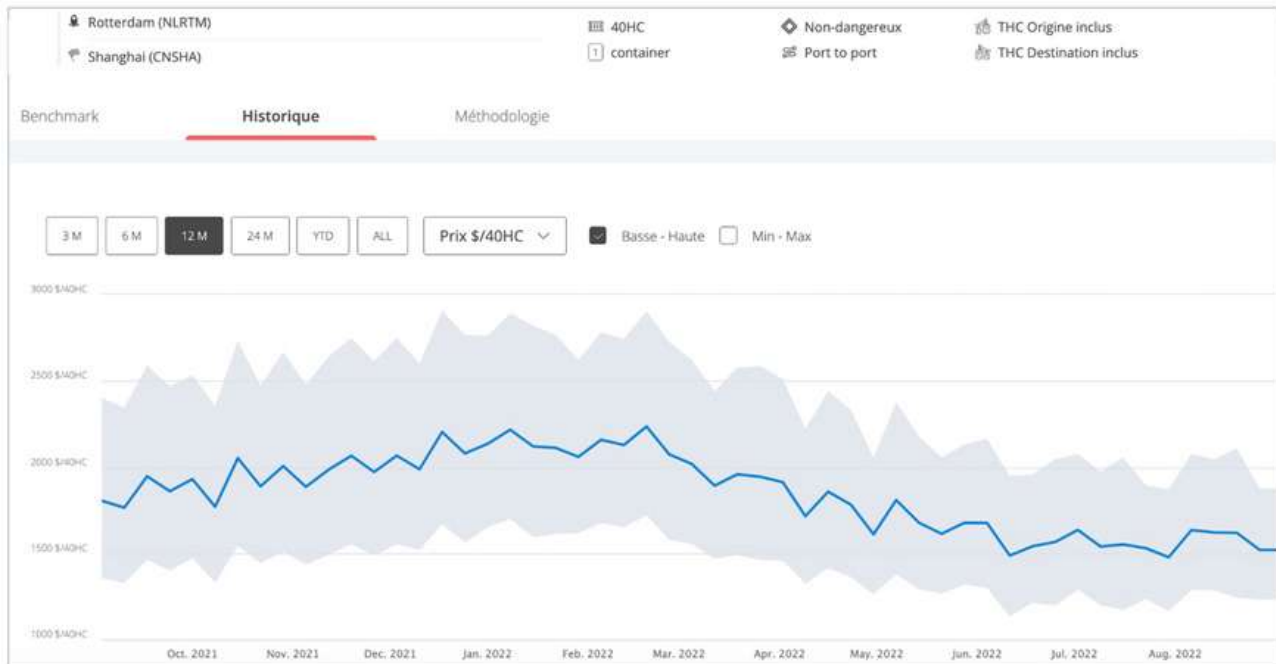 Rotterdam (NLRTM)
40HC
Non-dangereux
THC Origine inclus
Shanghai (CNSHA)
1 container
Port to port
THC Destination inclus
Benchmark
Historique
Méthodologie
3 M
6 M
12 M
24 M
YTD
ALL
Prix $/40HC
Basse - Haute
Min - Max
3000 $/40HC
2500 $/40HC
2000 $/40HC
1500 $/40HC
1000 $/40HC
Oct. 2021
Nov. 2021
Dec. 2021
Jan. 2022
Feb. 2022
Mar. 2022
Apr. 2022
May. 2022
Jun. 2022
Jul. 2022
Aug. 2022